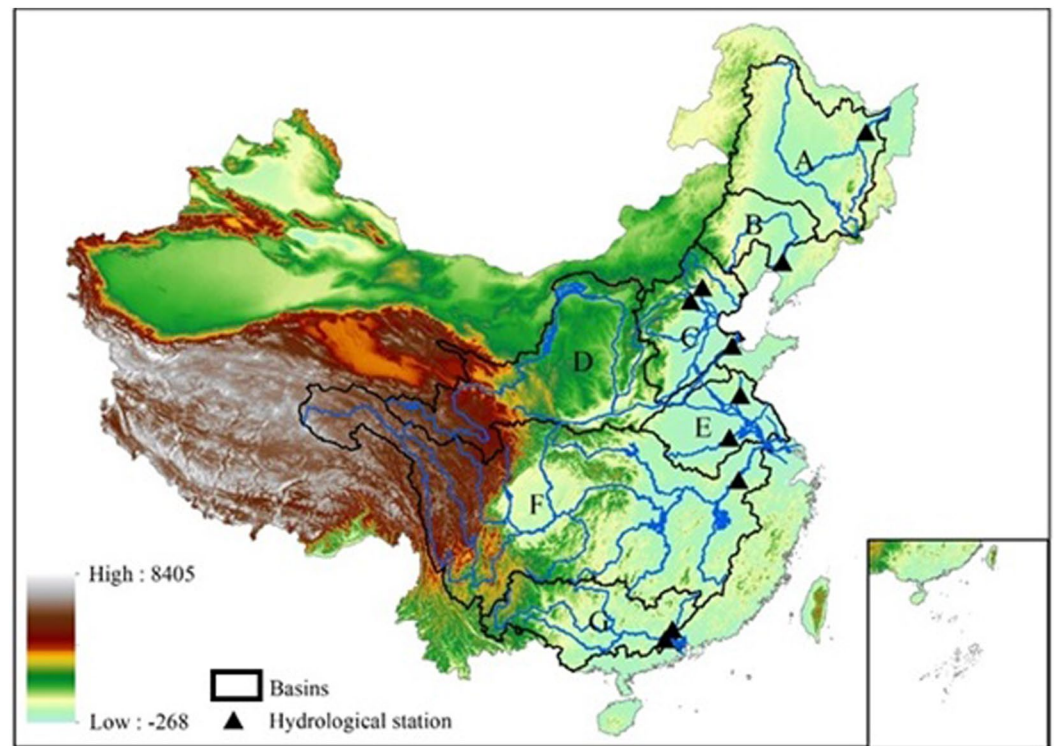 A
B
C
D
E
F
G
High : 8405
Low : -268
Basins
Hydrological station